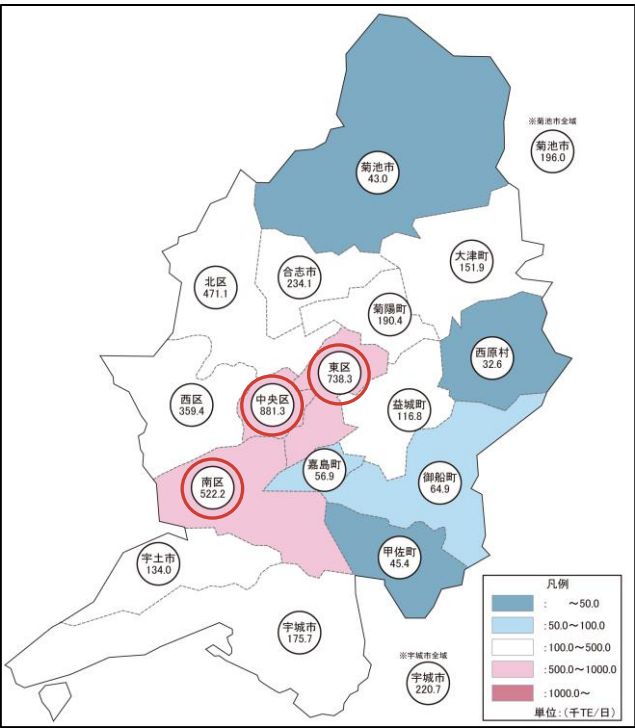 ※菊池市全域
菊池市
196.0
菊池市
43.0
大津町
151.9
合志市
234.1
北区
471.1
菊陽町
190.4
西原村
32.6
東区
738.3
中央区
881.3
西区
359.4
益城町
116.8
嘉島町
56.9
御船町
64.9
南区
522.2
甲佐町
45.4
宇土市
134.0
宇城市
175.7
※宇城市全域
宇城市
220.7
凡例
: ～50.0
:50.0～100.0
:100.0～500.0
:500.0～1000.0
:1000.0～
単位:(千TE/日)